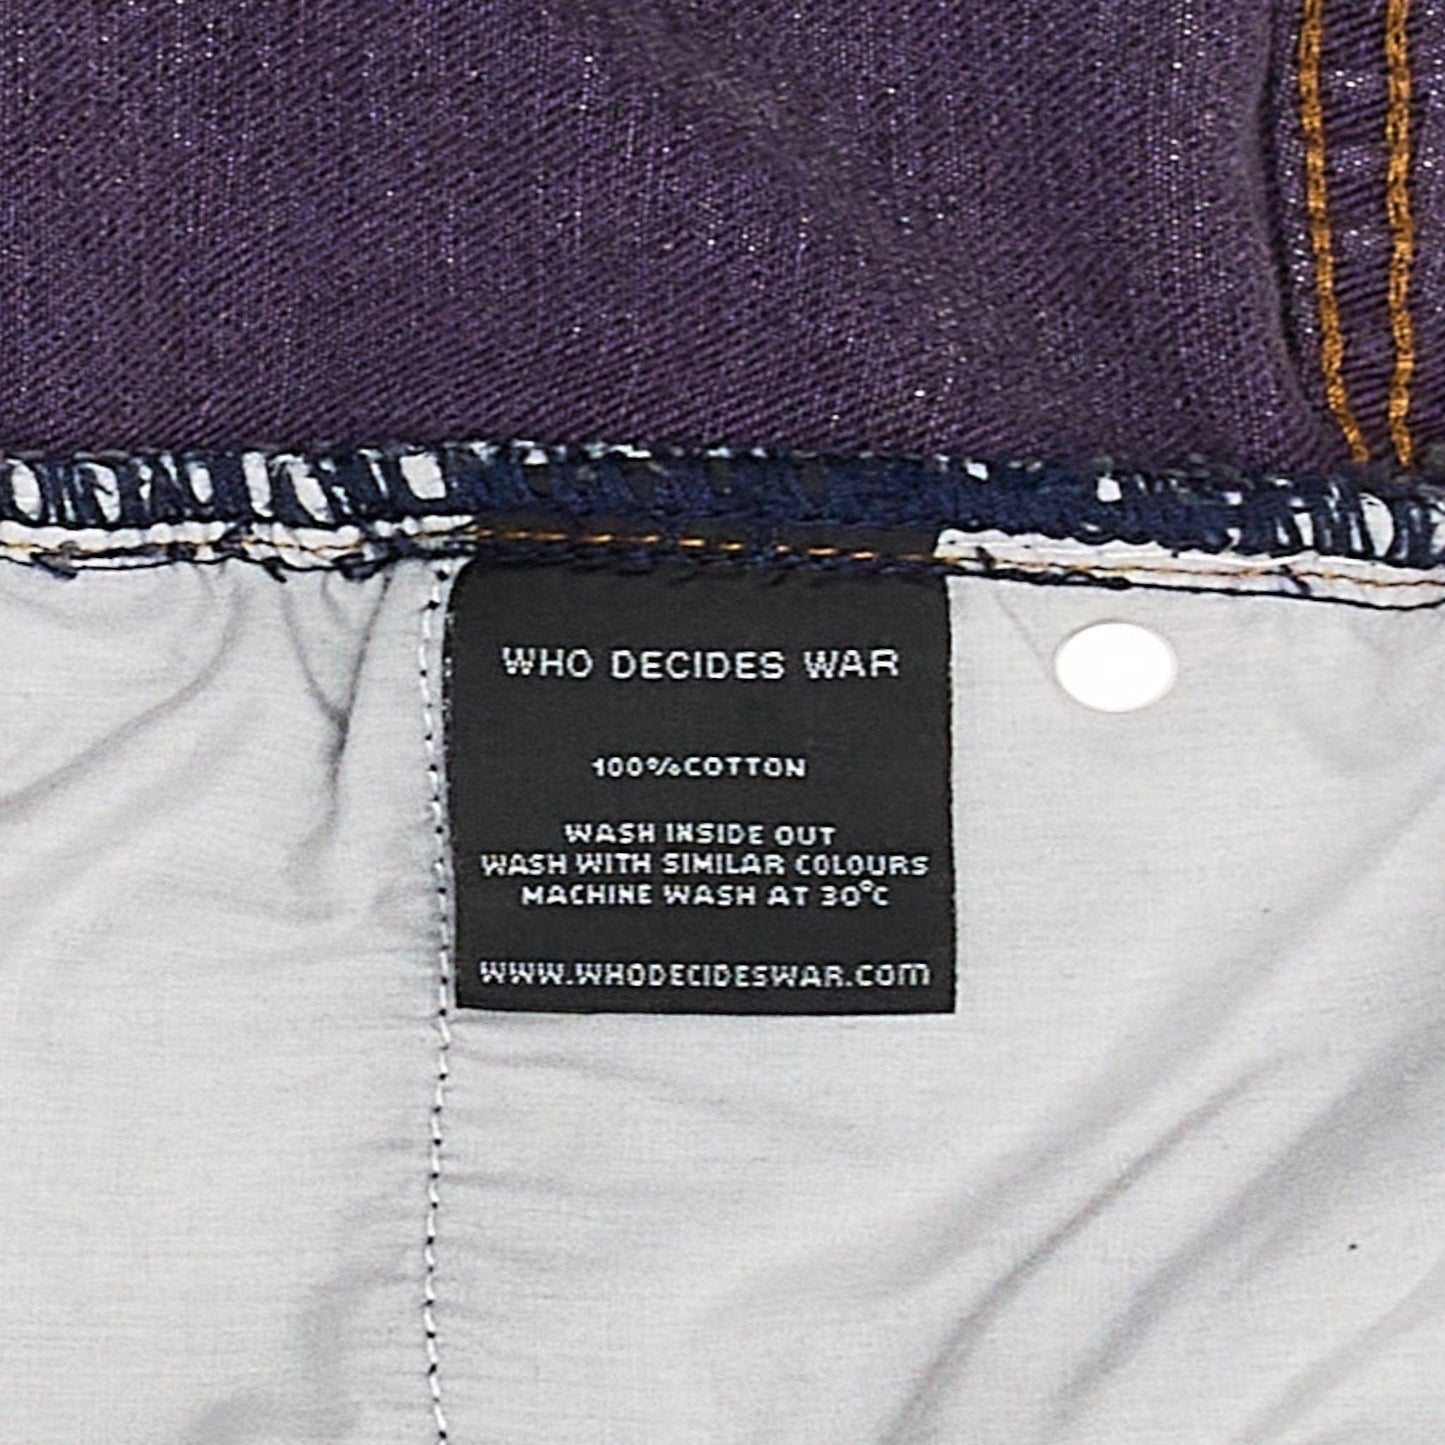 WHO DECIDES WAR
100%COTTON
WASH INSIDE OUT
WASH WITH SIMILAR COLOURS
MACHINE WASH AT 30°C
WWW.WHODECIDESWAR.COM